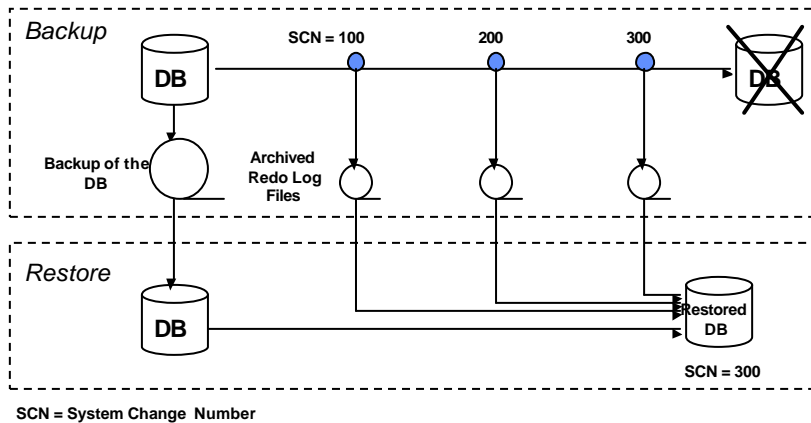 Backup
SCN = 100
200
300
DB
DB
Backup of the
DB
Archived
Redo Log
Files
Restore
DB
Restored
DB
SCN = 300
SCN = System Change Number